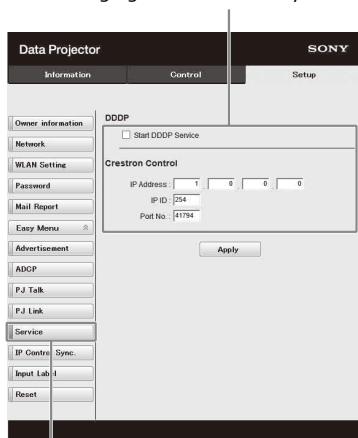 Data Projector
SONY
Information
Control
Setup
Owner information
Network
WLAN Setting
Password
Mail Report
Easy Menu
Advertisement
ADCP
PJ Talk
PJ Link
Service
IP Control Sync.
Input Label
Reset
DDDP
Start DDDP Service
Crestron Control
IP Address : 1 . 0 . 0 . 0
IP ID : 254
Port No. : 41794
Apply